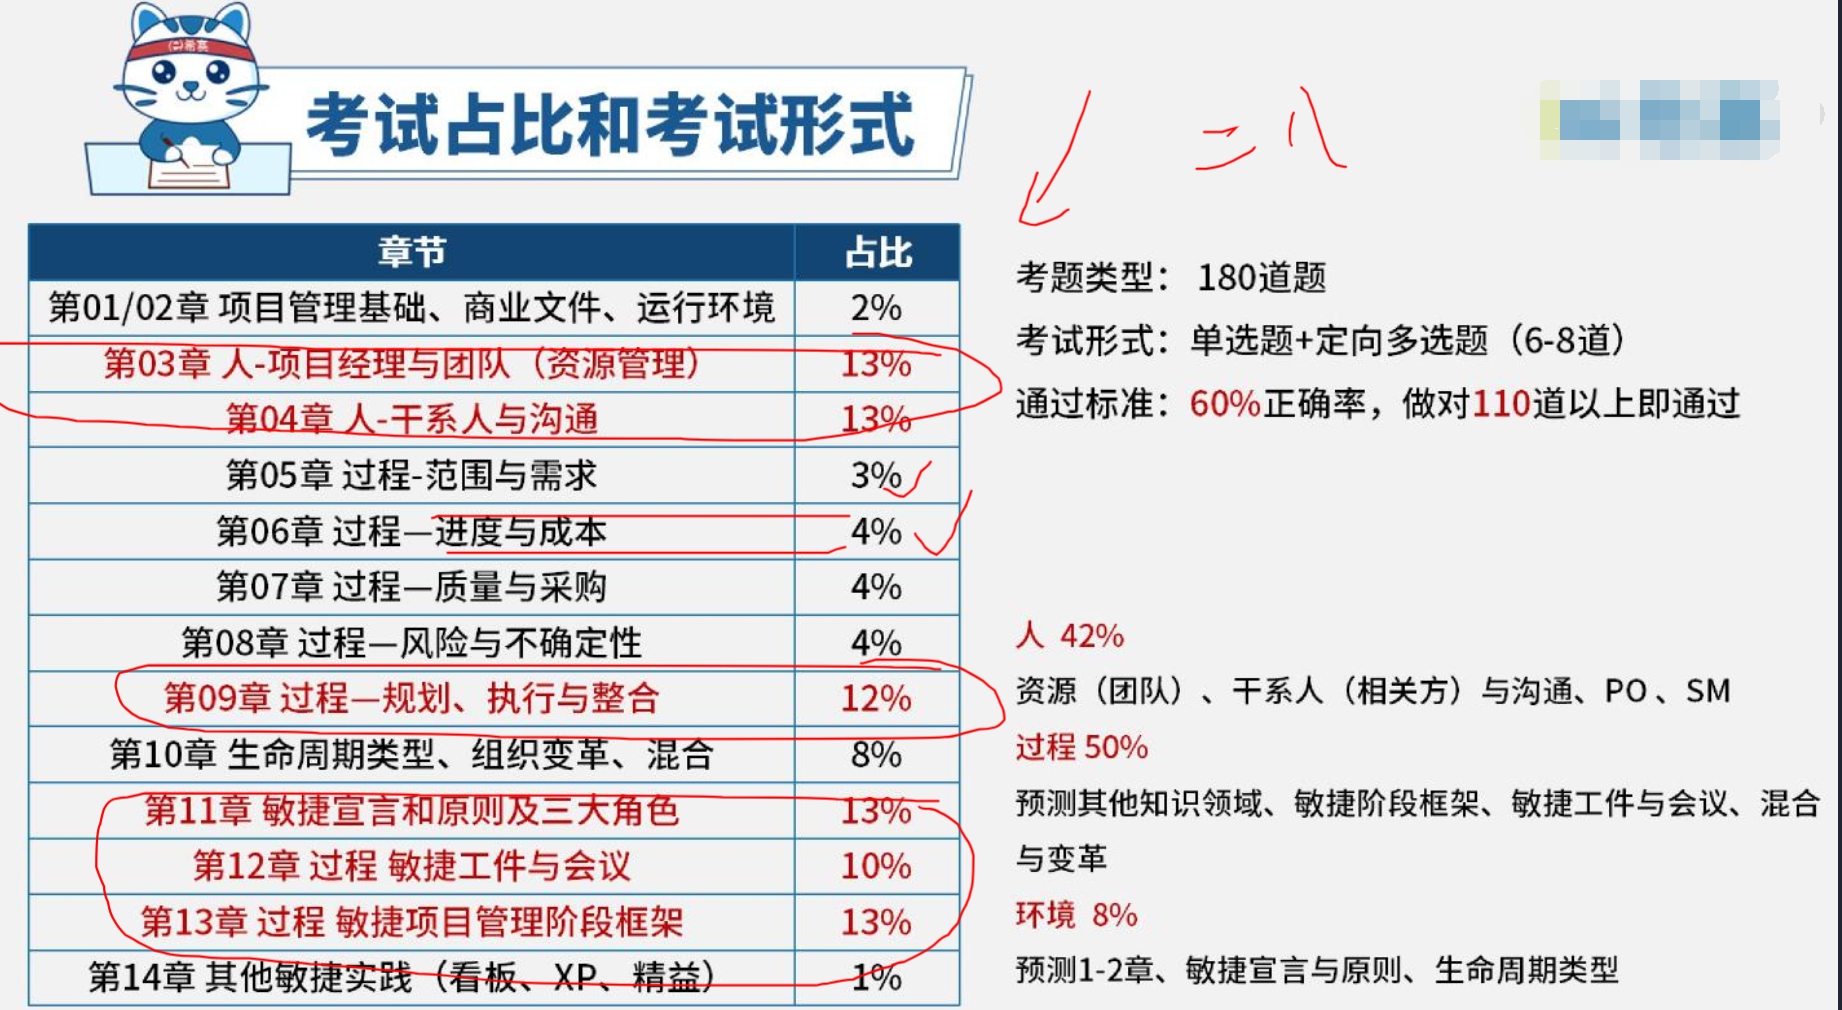 希赛
考试占比和考试形式
二八
章节 占比
第01/02章 项目管理基础、商业文件、运行环境 2%
第03章 人-项目经理与团队（资源管理） 13%
第04章 人-干系人与沟通 13%
第05章 过程-范围与需求 3%
第06章 过程—进度与成本 4%
第07章 过程—质量与采购 4%
第08章 过程—风险与不确定性 4%
第09章 过程—规划、执行与整合 12%
第10章 生命周期类型、组织变革、混合 8%
第11章 敏捷宣言和原则及三大角色 13%
第12章 过程 敏捷工件与会议 10%
第13章 过程 敏捷项目管理阶段框架 13%
第14章 其他敏捷实践（看板、XP、精益） 1%
考题类型： 180道题
考试形式：单选题+定向多选题（6-8道）
通过标准：60%正确率，做对110道以上即通过
人 42%
资源（团队）、干系人（相关方）与沟通、PO 、SM
过程 50%
预测其他知识领域、敏捷阶段框架、敏捷工件与会议、混合
与变革
环境 8%
预测1-2章、敏捷宣言与原则、生命周期类型